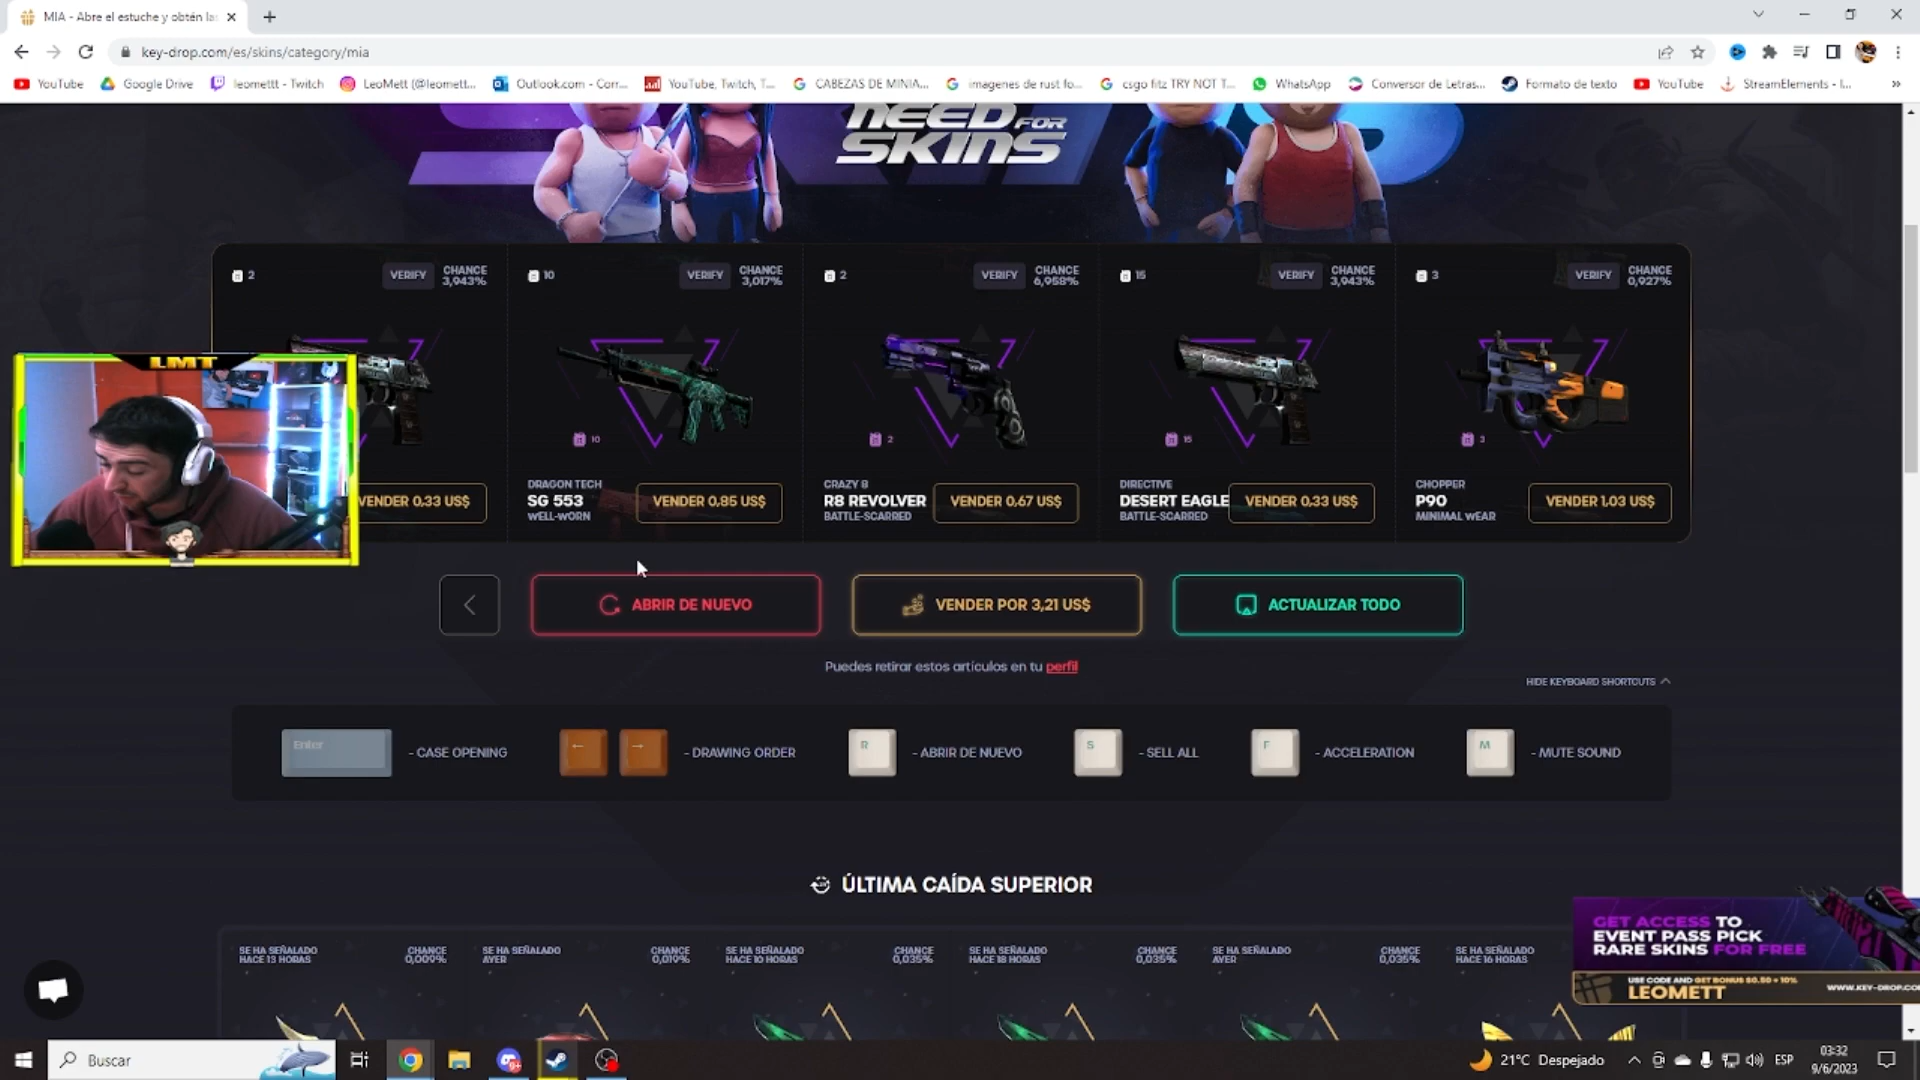 MIA - Abre el estuche y obtén la
key-drop.com/es/skins/category/mia
YouTube
Google Drive
leomettt - Twitch
LeoMett (@leomett...
Outlook.com - Corr...
YouTube, Twitch, T...
CABEZAS DE MINIA...
imagenes de rust fo...
csgo fitz TRY NOT T...
WhatsApp
Conversor de Letras...
Formato de texto
YouTube
StreamElements - I...
NEED FOR
SKINS
2 VERIFY CHANCE 3,943%
10 VERIFY CHANCE 3,017%
2 VERIFY CHANCE 6,958%
15 VERIFY CHANCE 3,943%
3 VERIFY CHANCE 0,927%
LMT
10
2
15
3
VENDER 0,33 US$
DRAGON TECH
SG 553
WELL-WORN
VENDER 0,85 US$
CRAZY 8
R8 REVOLVER
BATTLE-SCARRED
VENDER 0,67 US$
DIRECTIVE
DESERT EAGLE
BATTLE-SCARRED
VENDER 0,33 US$
CHOPPER
P90
MINIMAL WEAR
VENDER 1,03 US$
ABRIR DE NUEVO
VENDER POR 3,21 US$
ACTUALIZAR TODO
Puedes retirar estos artículos en tu perfil
HIDE KEYBOARD SHORTCUTS
Enter - CASE OPENING
← → - DRAWING ORDER
R - ABRIR DE NUEVO
S - SELL ALL
F - ACCELERATION
M - MUTE SOUND
ÚLTIMA CAÍDA SUPERIOR
SE HA SEÑALADO
HACE 13 HORAS
CHANCE
0,009%
SE HA SEÑALADO
AYER
CHANCE
0,019%
SE HA SEÑALADO
HACE 10 HORAS
CHANCE
0,035%
SE HA SEÑALADO
HACE 18 HORAS
CHANCE
0,035%
SE HA SEÑALADO
AYER
CHANCE
0,035%
SE HA SEÑALADO
HACE 16 HORAS
GET ACCESS TO
EVENT PASS PICK
RARE SKINS FOR FREE
USE CODE AND GET BONUS $0.50 + 10%
LEOMETT
WWW.KEY-DROP.CO
Buscar
21°C Despejado
ESP
03:32
9/6/2023